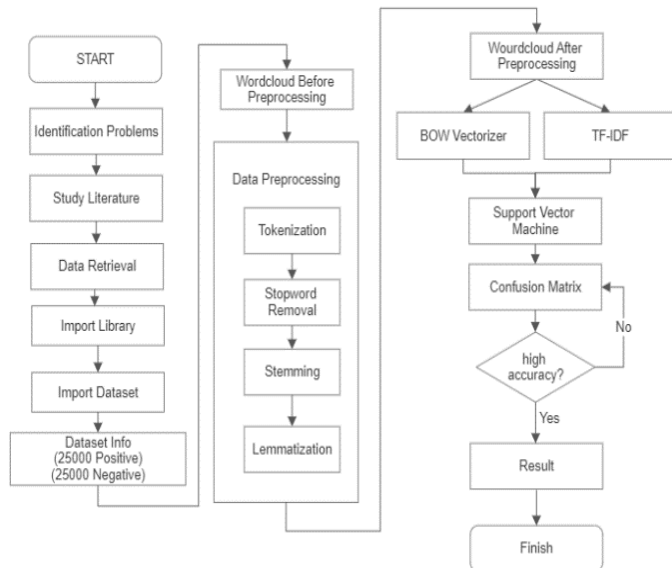 START
Identification Problems
Study Literature
Data Retrieval
Import Library
Import Dataset
Dataset Info
(25000 Positive)
(25000 Negative)
Wordcloud Before
Preprocessing
Data Preprocessing
Tokenization
Stopword
Removal
Stemming
Lemmatization
Wourdcloud After
Preprocessing
BOW Vectorizer
TF-IDF
Support Vector
Machine
Confusion Matrix
No
high
accuracy?
Yes
Result
Finish